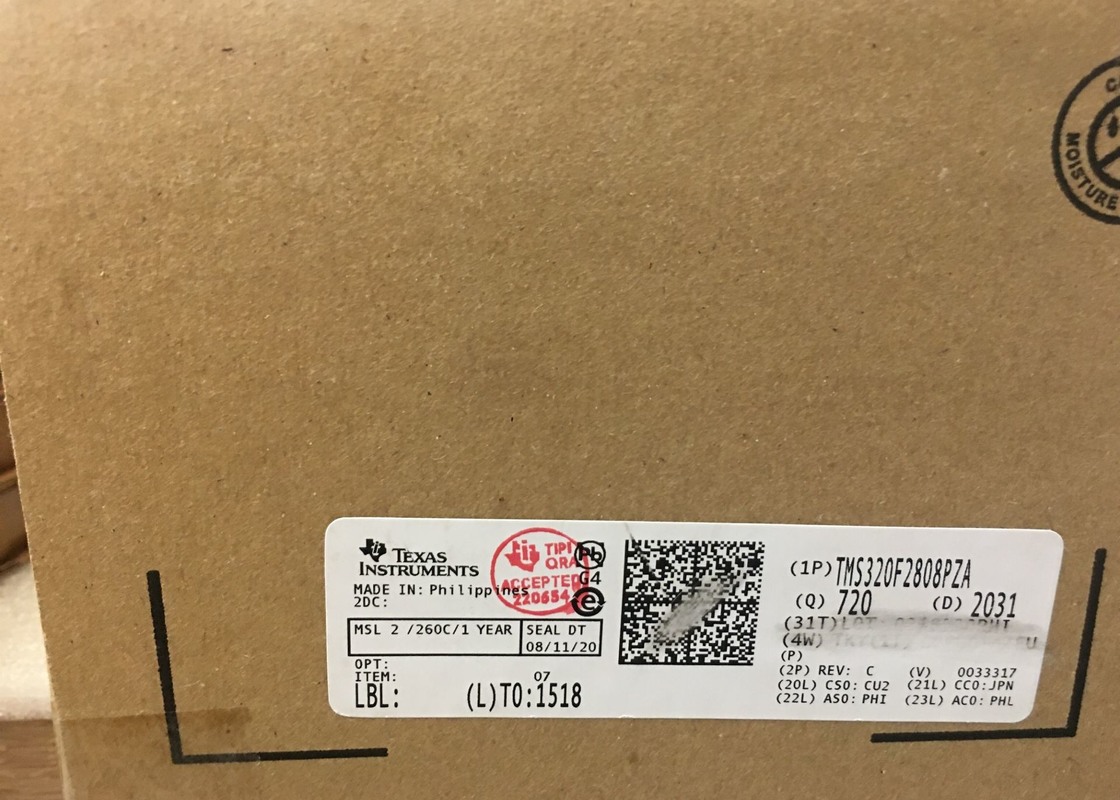 MOISTURE
TEXAS
INSTRUMENTS
MADE IN: Philippines
2DC:
TIPI
QRA
ACCEPTED
220654
Pb
G4
e
MSL 2 /260C/1 YEAR
SEAL DT
08/11/20
OPT:
ITEM:
07
LBL:
(L)TO:1518
(1P)TMS320F2808PZA
(Q) 720 (D) 2031
(31T)LOT:
(4W)
(P)
(2P) REV: C (V) 0033317
(20L) CSO: CU2 (21L) CCO:JPN
(22L) ASO: PHI (23L) ACO: PHL